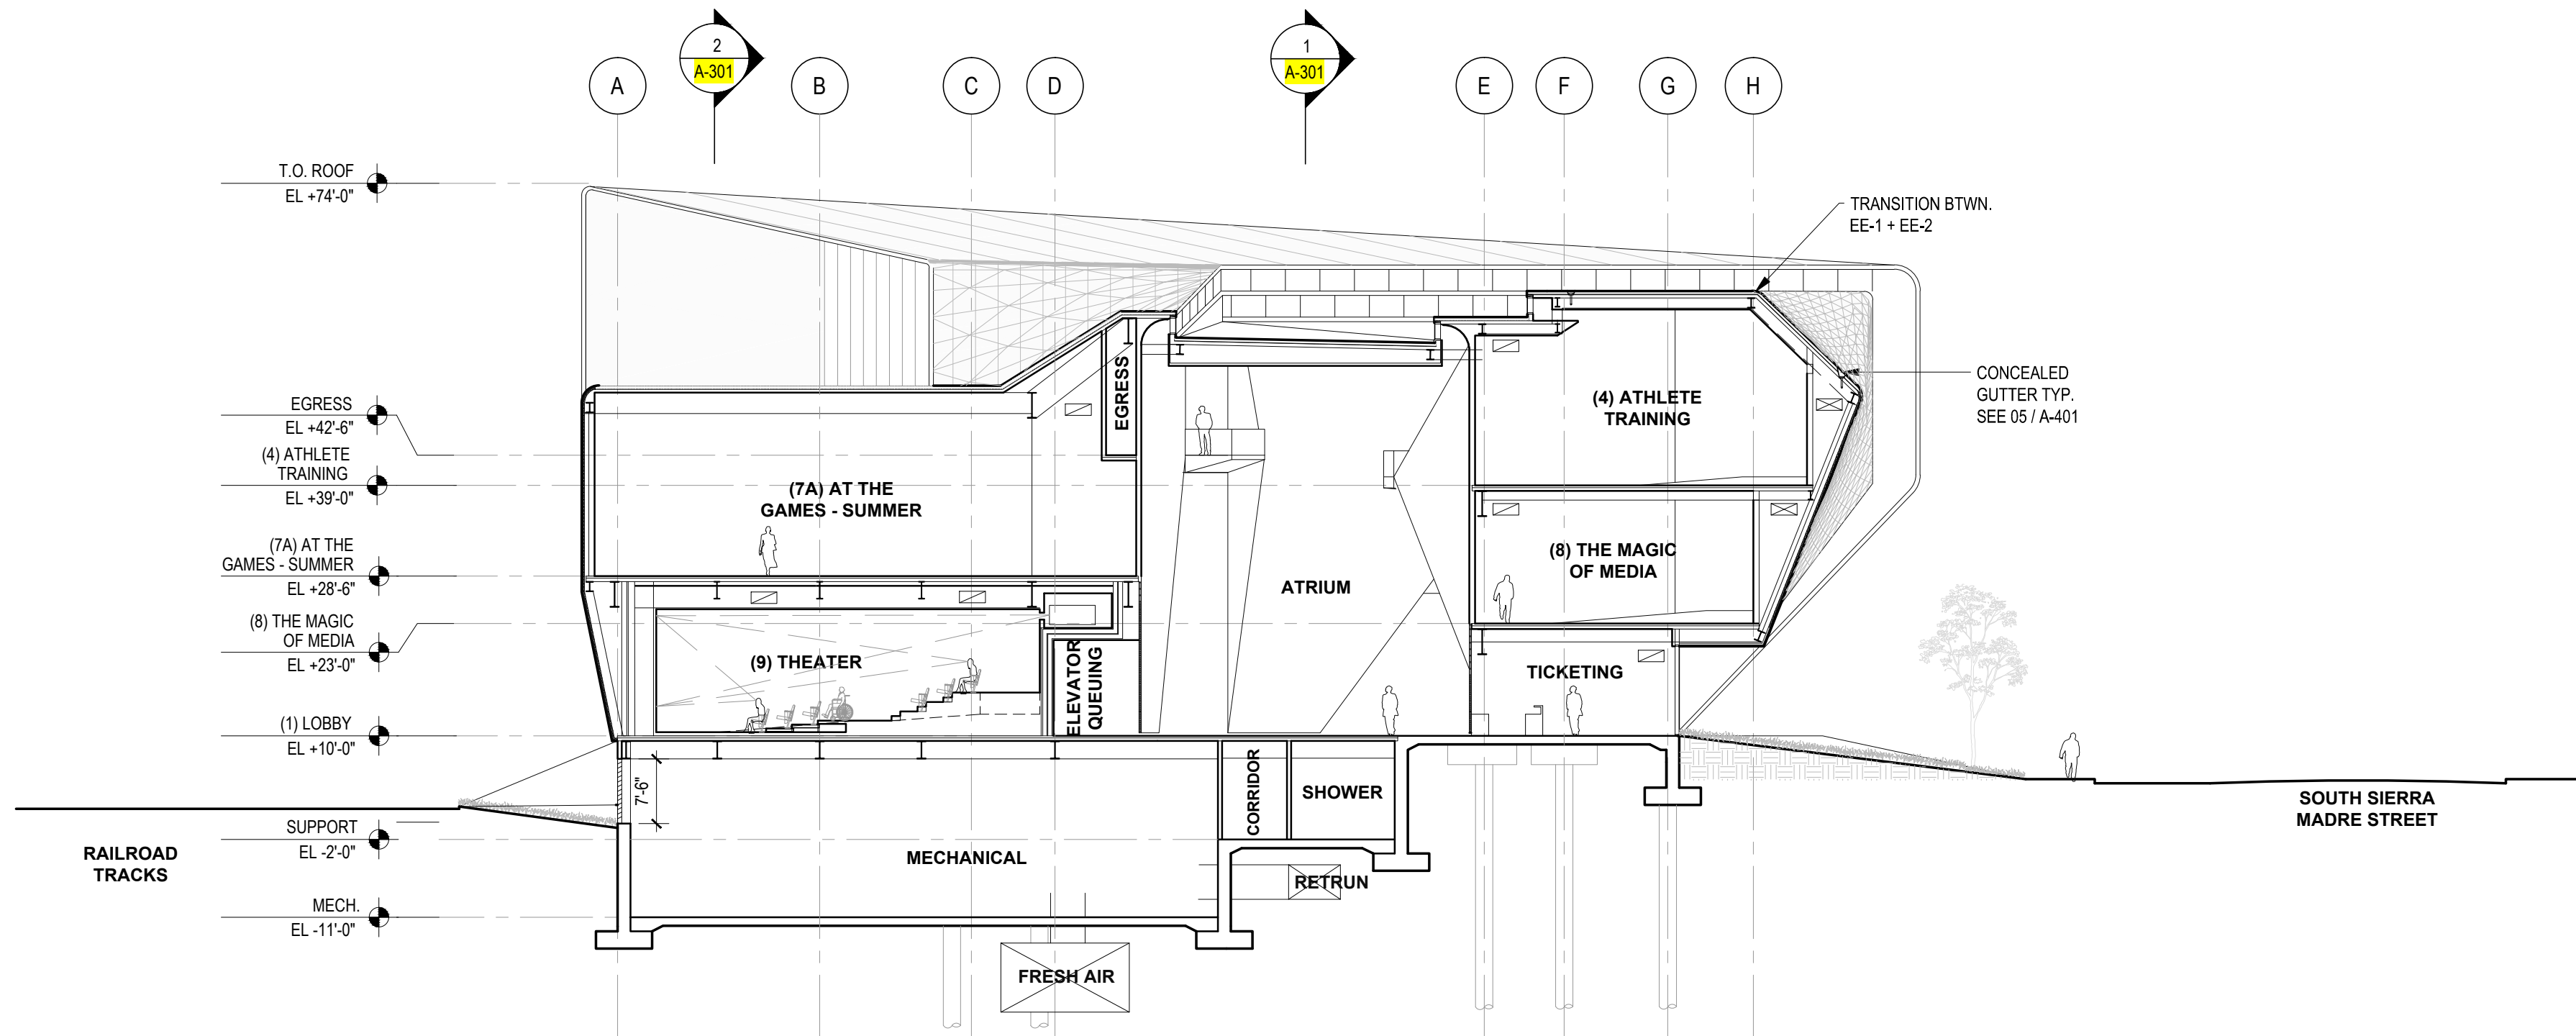 2
A-301
1
A-301
A
B
C
D
E
F
G
H
T.O. ROOF
EL +74'-0"
TRANSITION BTWN.
EE-1 + EE-2
CONCEALED
GUTTER TYP.
SEE 05 / A-401
EGRESS
EL +42'-6"
(4) ATHLETE
TRAINING
EL +39'-0"
(7A) AT THE
GAMES - SUMMER
EL +28'-6"
(8) THE MAGIC
OF MEDIA
EL +23'-0"
(1) LOBBY
EL +10'-0"
SUPPORT
EL -2'-0"
MECH.
EL -11'-0"
EGRESS
(4) ATHLETE
TRAINING
(7A) AT THE
GAMES - SUMMER
(8) THE MAGIC
OF MEDIA
ATRIUM
(9) THEATER
ELEVATOR
QUEUING
TICKETING
7'-6"
CORRIDOR
SHOWER
MECHANICAL
RETRUN
FRESH AIR
RAILROAD
TRACKS
SOUTH SIERRA
MADRE STREET